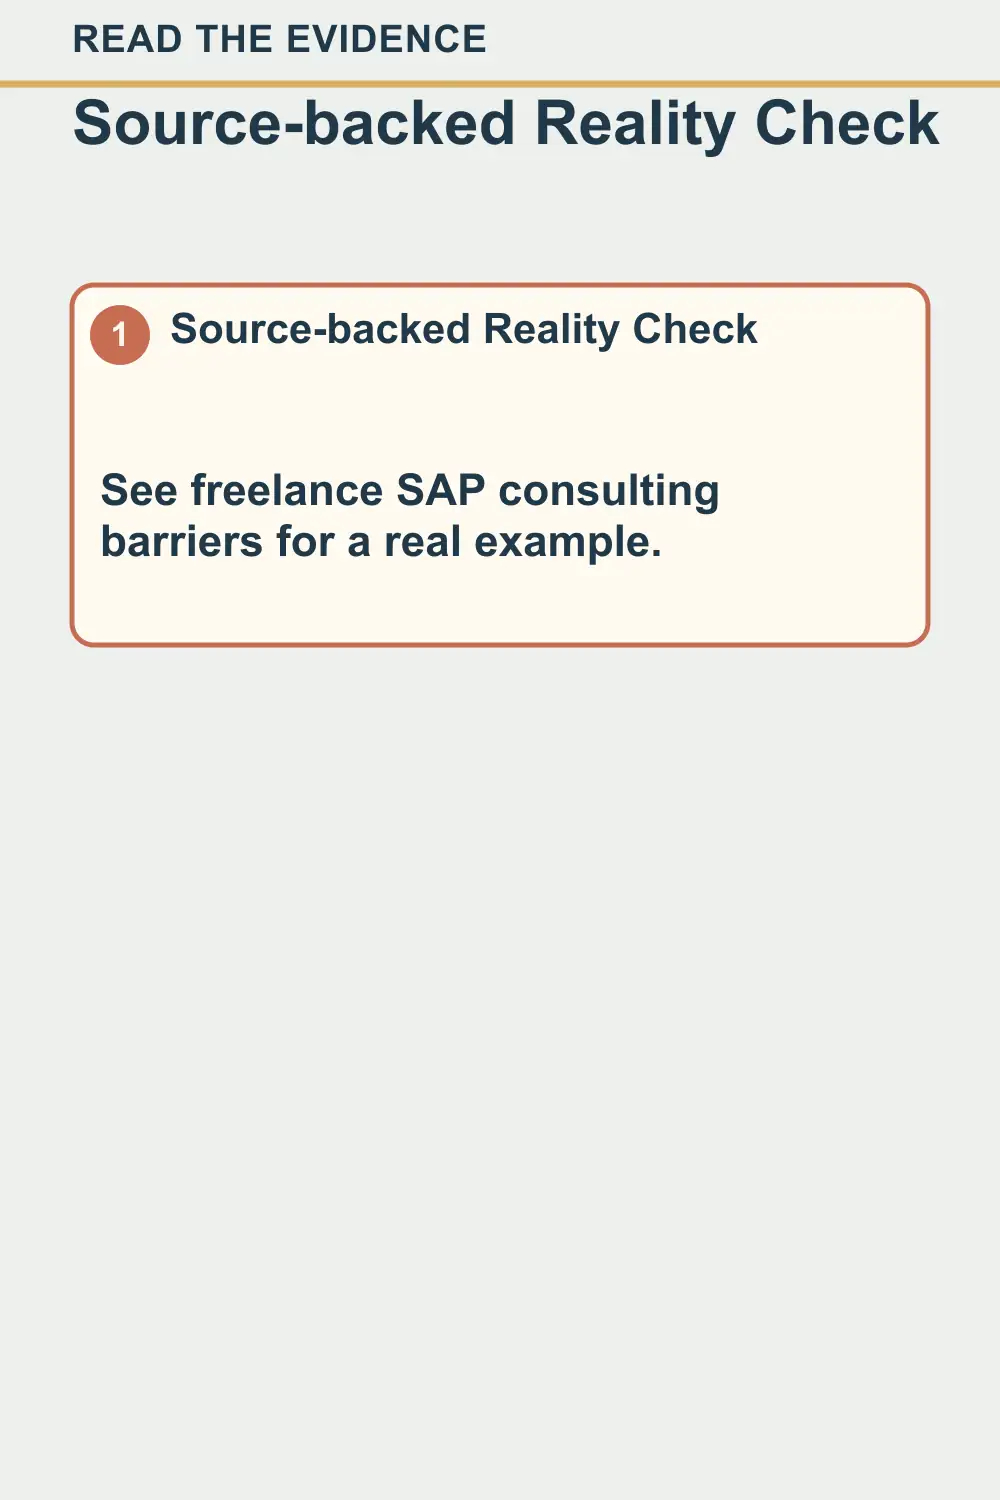 READ THE EVIDENCE
Source-backed Reality Check
1 Source-backed Reality Check
See freelance SAP consulting
barriers for a real example.